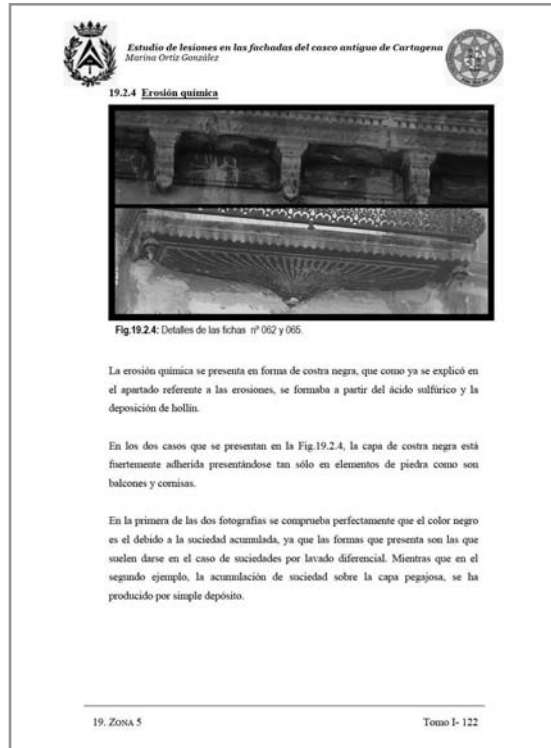 Estudio de lesiones en las fachadas del casco antiguo de Cartagena
Marina Ortiz González
19.2.4 Erosión química
Fig.19.2.4: Detalles de las fichas nº 062 y 065.
La erosión química se presenta en forma de costra negra, que como ya se explicó en
el apartado referente a las erosiones, se formaba a partir del ácido sulfúrico y la
deposición de hollín.
En los dos casos que se presentan en la Fig.19.2.4, la capa de costra negra está
fuertemente adherida presentándose tan sólo en elementos de piedra como son
balcones y cornisas.
En la primera de las dos fotografías se comprueba perfectamente que el color negro
es el debido a la suciedad acumulada, ya que las formas que presenta son las que
suelen darse en el caso de suciedades por lavado diferencial. Mientras que en el
segundo ejemplo, la acumulación de suciedad sobre la capa pegajosa, se ha
producido por simple depósito.
19. ZONA 5 Tomo I- 122